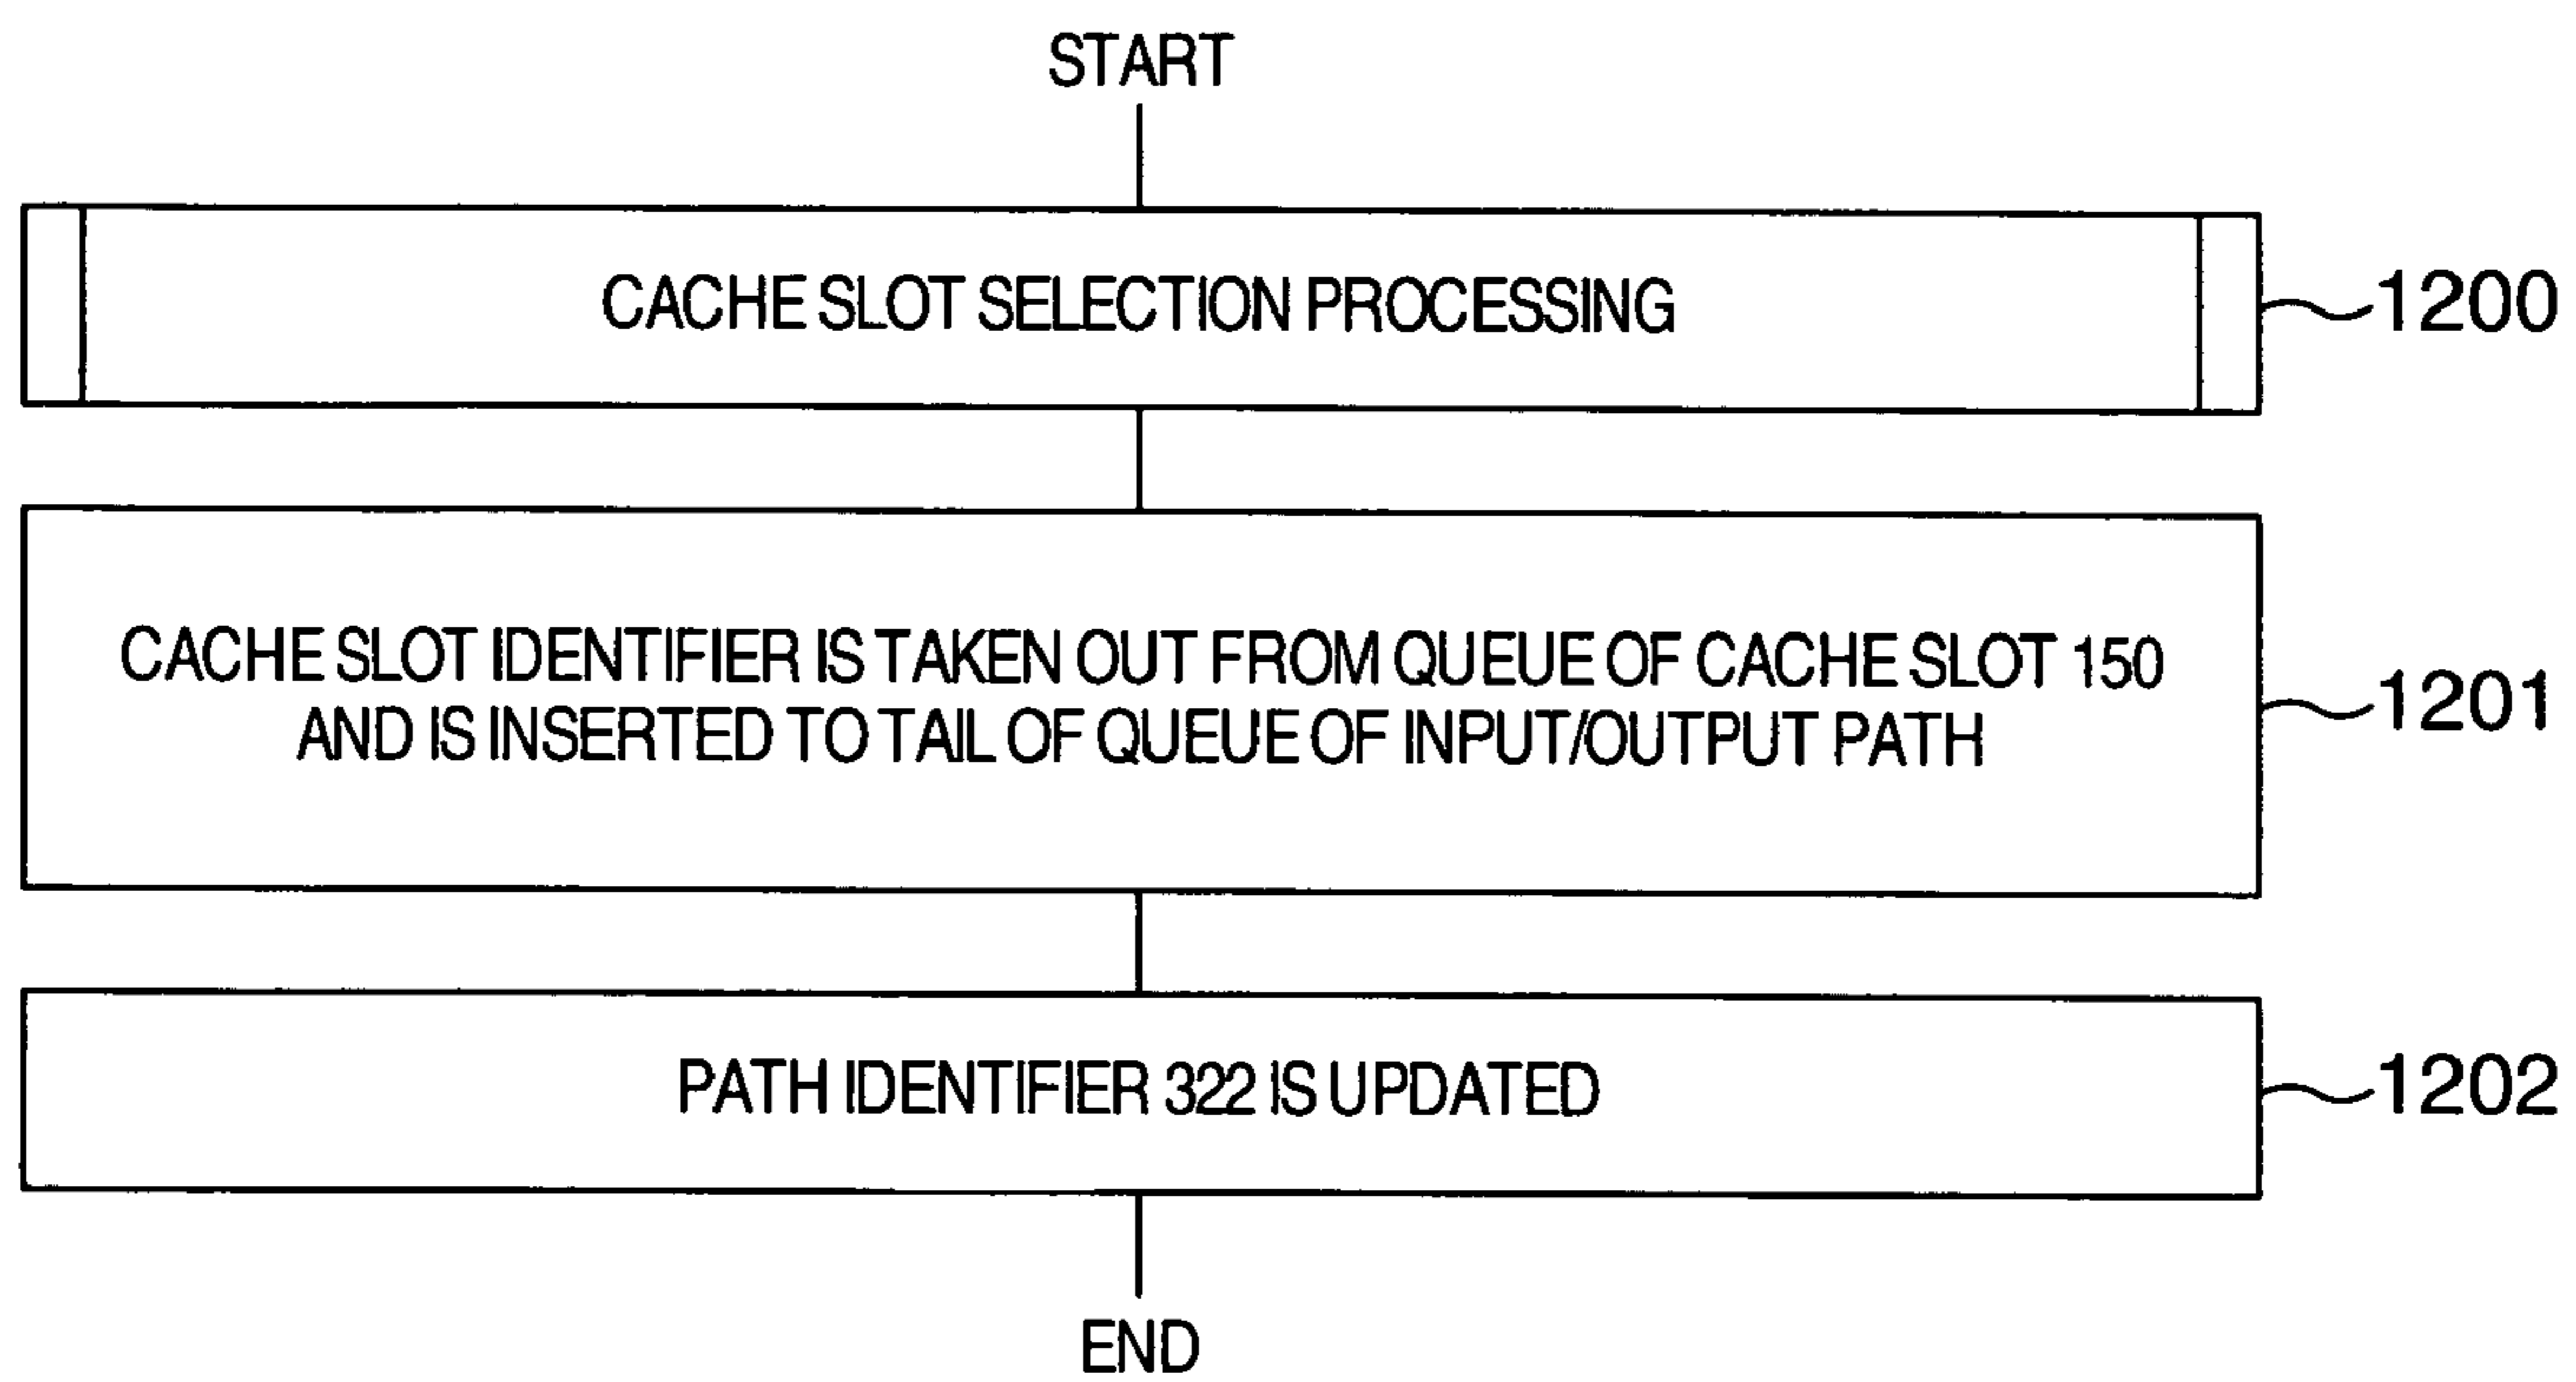 START
CACHE SLOT SELECTION PROCESSING
1200
CACHE SLOT IDENTIFIER IS TAKEN OUT FROM QUEUE OF CACHE SLOT 150
AND IS INSERTED TO TAIL OF QUEUE OF INPUT/OUTPUT PATH
1201
PATH IDENTIFIER 322 IS UPDATED
1202
END